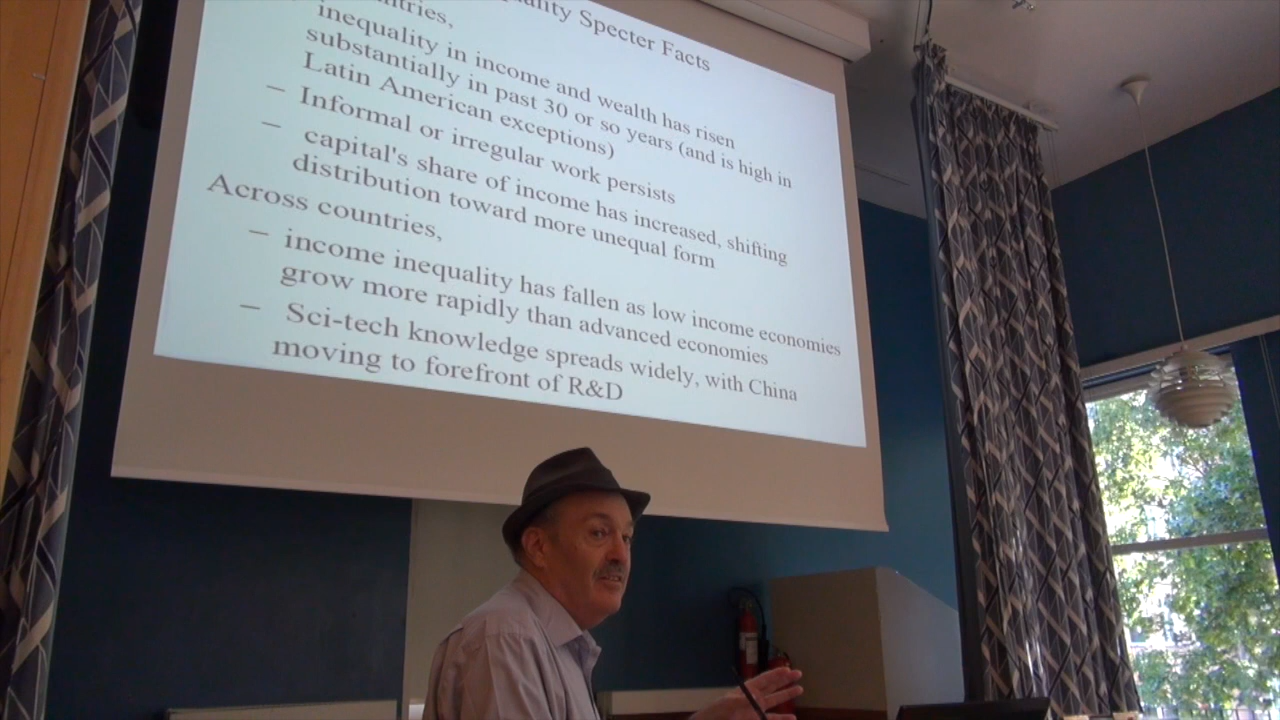 Specter Facts
inequality in income and wealth has risen
substantially in past 30 or so years (and is high in
Latin American exceptions)
– Informal or irregular work persists
– capital's share of income has increased, shifting
distribution toward more unequal form
Across countries,
– income inequality has fallen as low income economies
grow more rapidly than advanced economies
– Sci-tech knowledge spreads widely, with China
moving to forefront of R&D